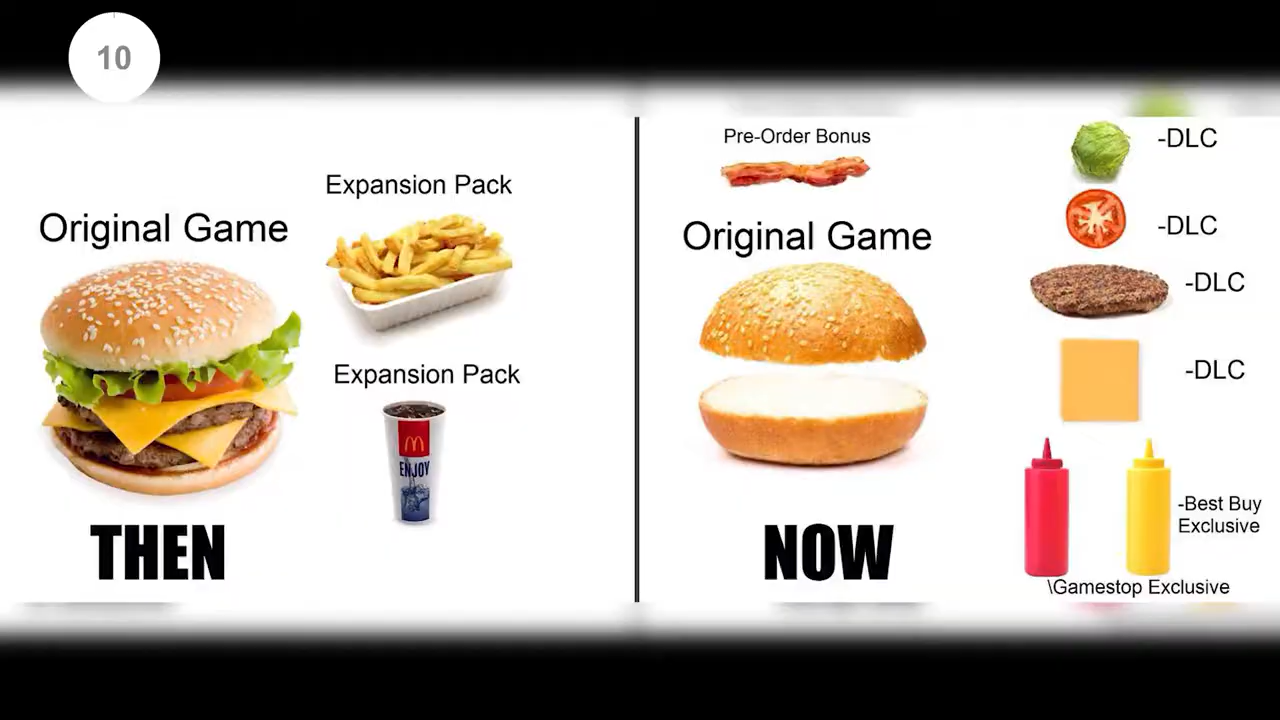 10
Original Game
Expansion Pack
Expansion Pack
ENJOY
THEN
Pre-Order Bonus
Original Game
NOW
-DLC
-DLC
-DLC
-DLC
-Best Buy
Exclusive
\Gamestop Exclusive